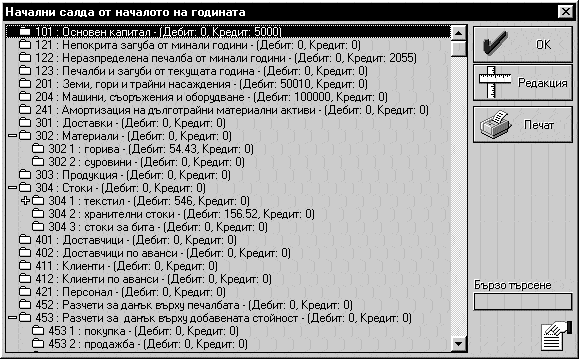 Начални салда от началото на годината
101 : Основен капитал - (Дебит: 0, Кредит: 5000)
121 : Непокрита загуба от минали години - (Дебит: 0, Кредит: 0)
122 : Неразпределена печалба от минали години - (Дебит: 0, Кредит: 2055)
123 : Печалби и загуби от текущата година - (Дебит: 0, Кредит: 0)
201 : Земи, гори и трайни насаждения - (Дебит: 50010, Кредит: 0)
204 : Машини, съоръжения и оборудване - (Дебит: 100000, Кредит: 0)
241 : Амортизация на дълготрайни материални активи - (Дебит: 0, Кредит: 0)
301 : Доставки - (Дебит: 0, Кредит: 0)
302 : Материали - (Дебит: 0, Кредит: 0)
302 1 : горива - (Дебит: 54.43, Кредит: 0)
302 2 : суровини - (Дебит: 0, Кредит: 0)
303 : Продукция - (Дебит: 0, Кредит: 0)
304 : Стоки - (Дебит: 0, Кредит: 0)
304 1 : текстил - (Дебит: 546, Кредит: 0)
304 2 : хранителни стоки - (Дебит: 156.52, Кредит: 0)
304 3 : стоки за бита - (Дебит: 0, Кредит: 0)
401 : Доставчици - (Дебит: 0, Кредит: 0)
402 : Доставчици по аванси - (Дебит: 0, Кредит: 0)
411 : Клиенти - (Дебит: 0, Кредит: 0)
412 : Клиенти по аванси - (Дебит: 0, Кредит: 0)
421 : Персонал - (Дебит: 0, Кредит: 0)
452 : Разчети за данък върху печалбата - (Дебит: 0, Кредит: 0)
453 : Разчети за данък върху добавената стойност - (Дебит: 0, Кредит: 0)
453 1 : покупка - (Дебит: 0, Кредит: 0)
453 2 : продажба - (Дебит: 0, Кредит: 0)
OK
Редакция
Печат
Бързо търсене